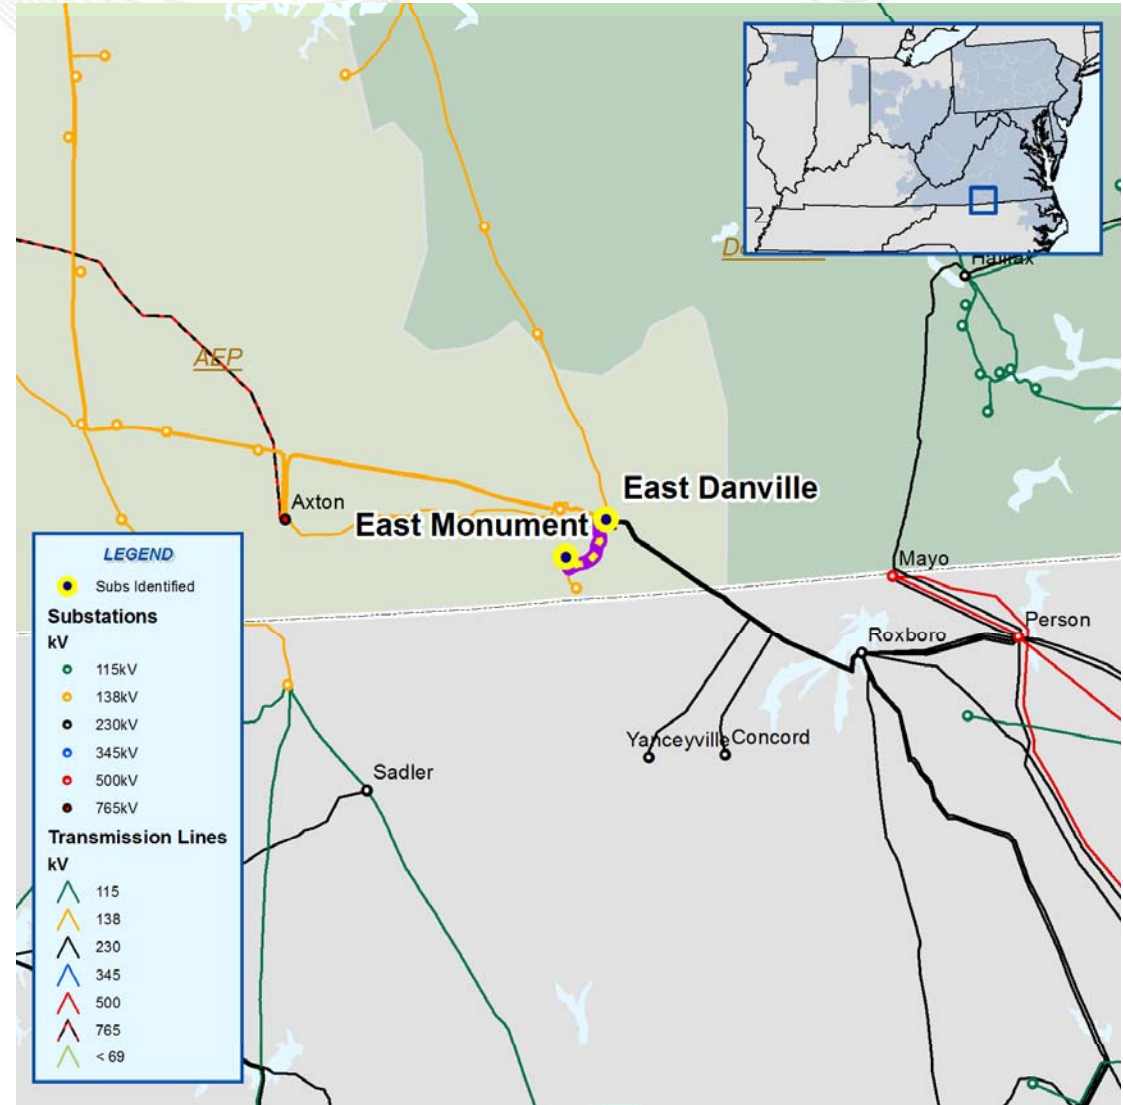 AEP
Halifax
East Danville
Axton
East Monument
Mayo
Roxboro
Person
Yanceyville
Concord
Sadler
LEGEND
Subs Identified
Substations
kV
115kV
138kV
230kV
345kV
500kV
765kV
Transmission Lines
kV
115
138
230
345
500
765
< 69